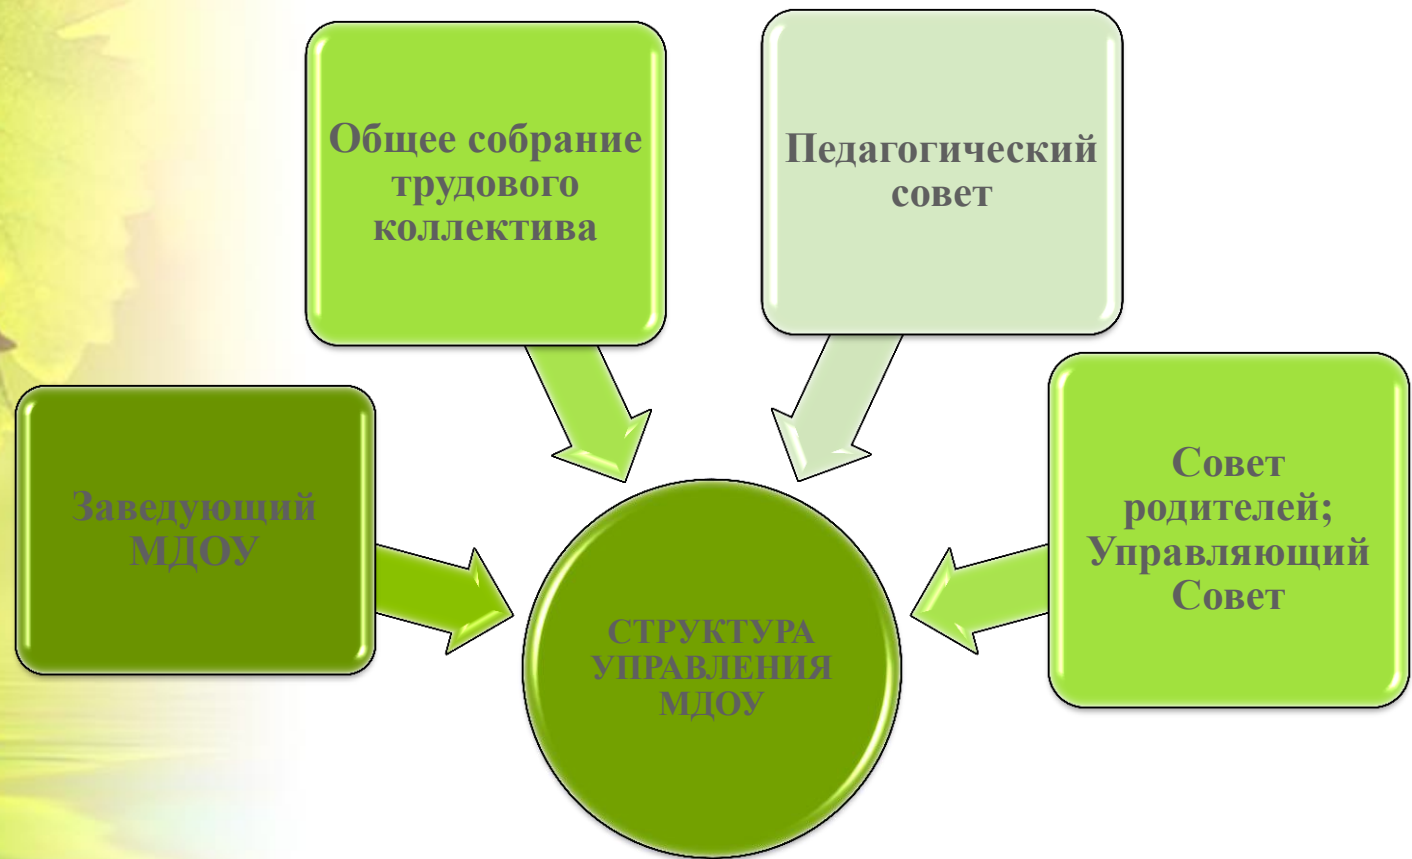 Общее собрание
трудового
коллектива
Педагогический
совет
Заведующий
МДОУ
Совет
родителей;
Управляющий
Совет
СТРУКТУРА
УПРАВЛЕНИЯ
МДОУ